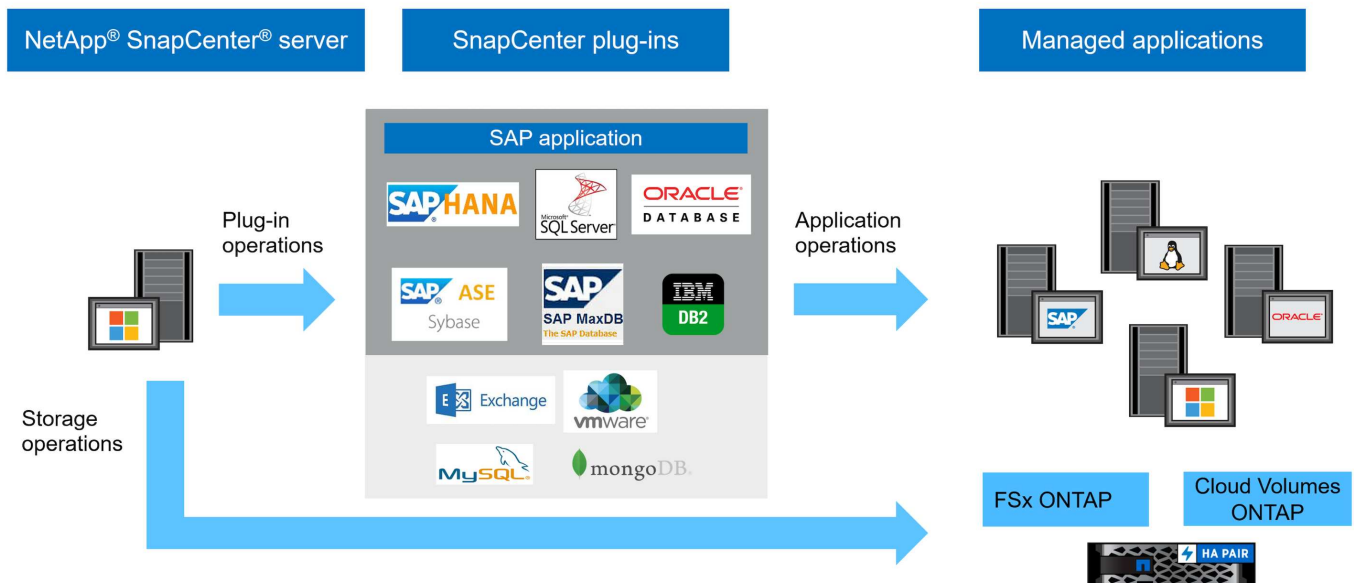 NetApp® SnapCenter® server
SnapCenter plug-ins
Managed applications
SAP application
SAP® HANA
Microsoft®
SQL Server®
ORACLE®
DATABASE
Plug-in
operations
Application
operations
SAP® ASE
Sybase
SAP
SAP MaxDB
The SAP Database
IBM
DB2
SAP
ORACLE
E Exchange
vmware®
MySQL®
mongoDB®
Storage
operations
FSx ONTAP
Cloud Volumes
ONTAP
HA PAIR